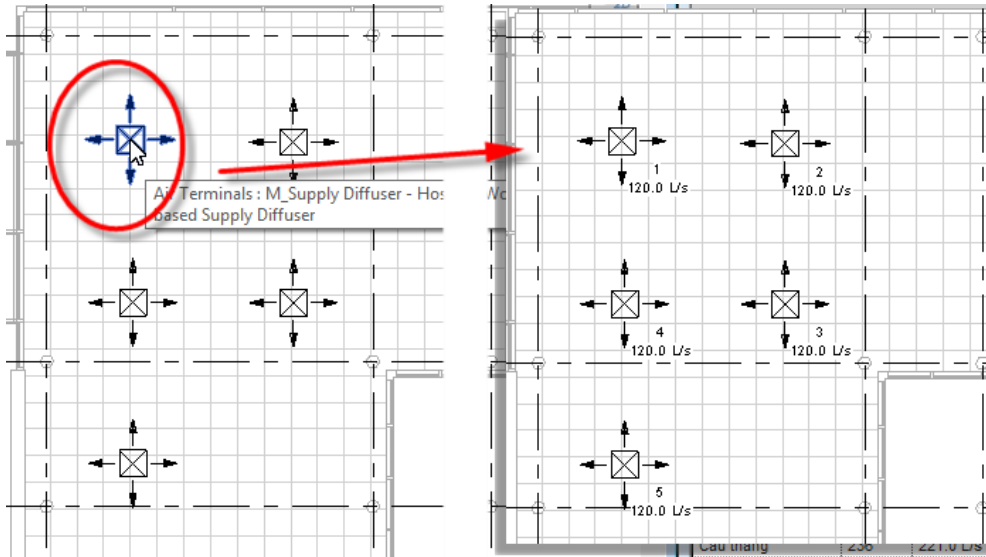 Air Terminals : M_Supply Diffuser - Hos
based Supply Diffuser
1
120.0 L/s
2
120.0 L/s
4
120.0 L/s
3
120.0 L/s
5
120.0 L/s
Cầu thang 236 221.0 L/s